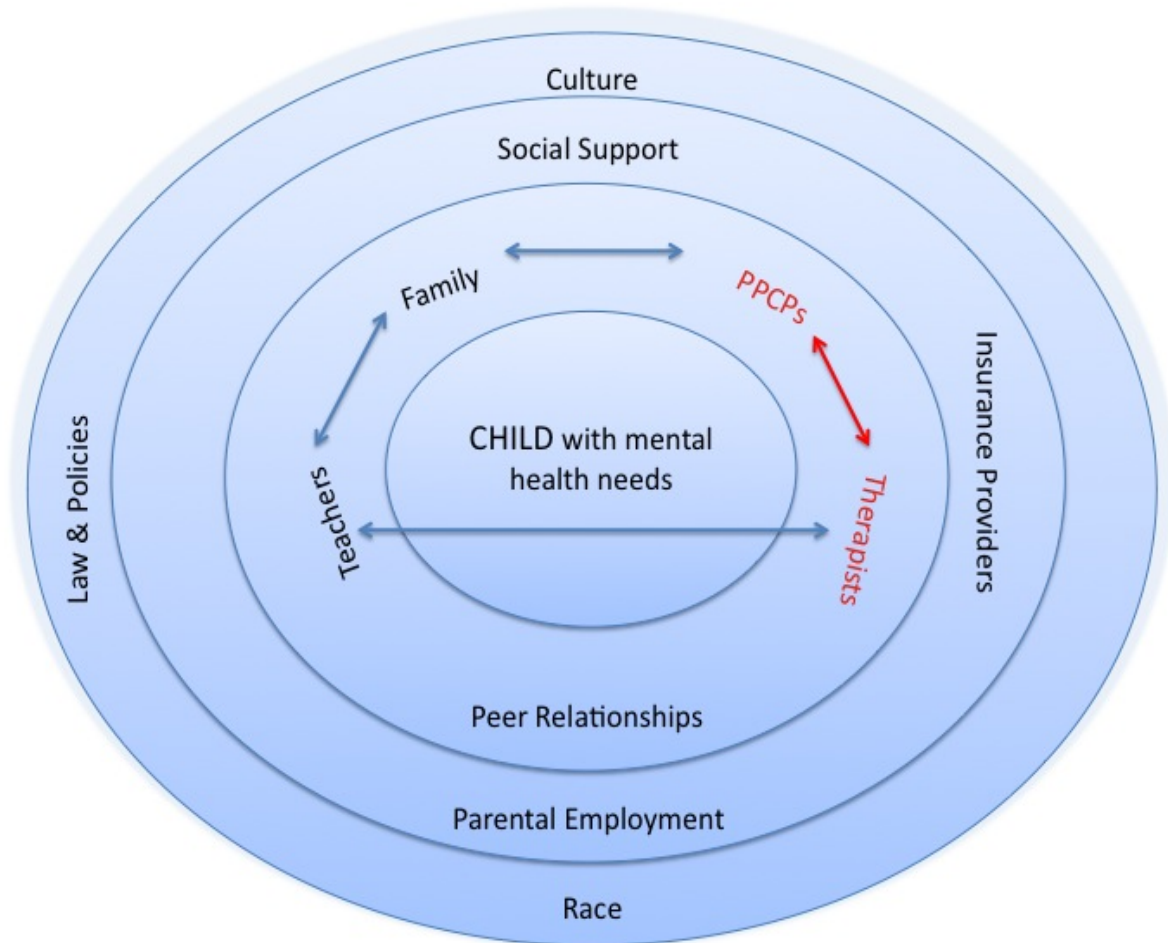 Culture
Social Support
Family
PPCPs
Insurance Providers
Law & Policies
CHILD with mental
health needs
Teachers
Therapists
Peer Relationships
Parental Employment
Race